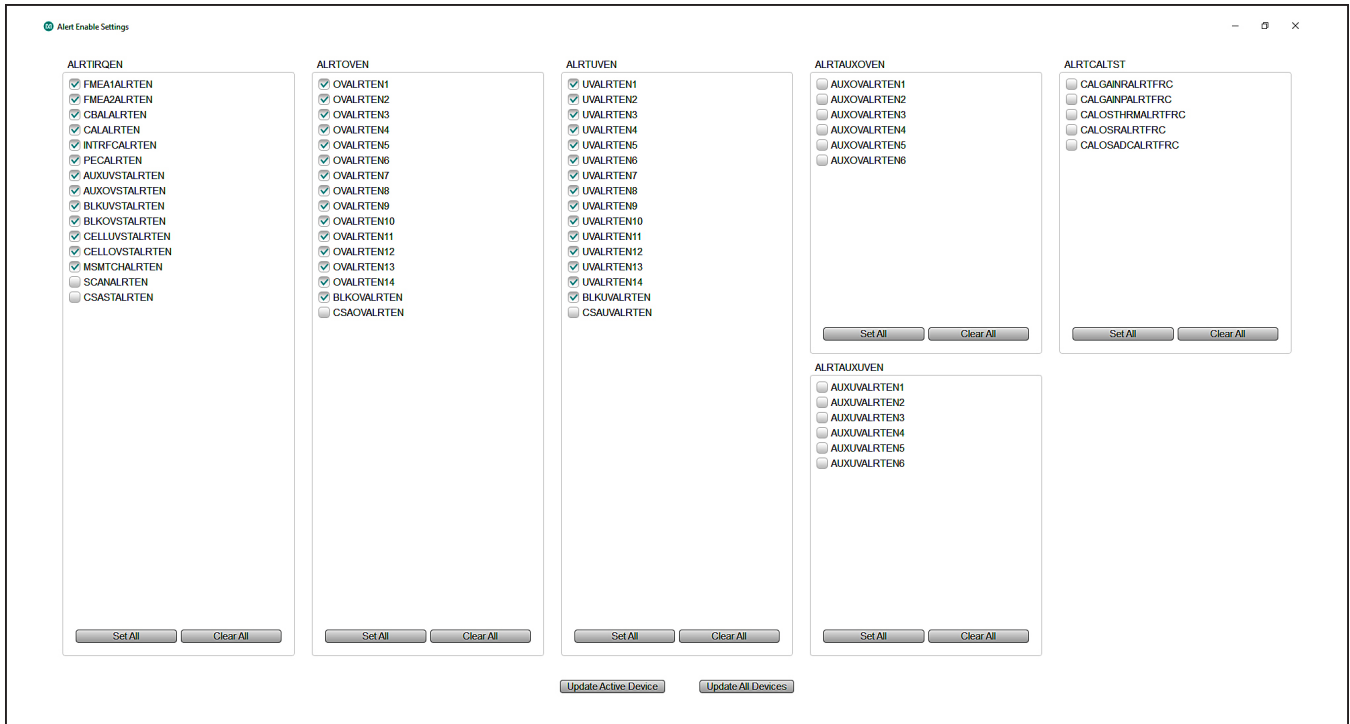 Alert Enable Settings
ALRTIRQEN
FMEA1ALRTEN
FMEA2ALRTEN
CBALALRTEN
CALALRTEN
INTRFCALRTEN
PECALRTEN
AUXUVSTALRTEN
AUXOVSTALRTEN
BLKUVSTALRTEN
BLKOVSTALRTEN
CELLUVSTALRTEN
CELLOVSTALRTEN
MSMTCHALRTEN
SCANALRTEN
CSASTALRTEN
Set All Clear All
ALRTOVEN
OVALRTEN1
OVALRTEN2
OVALRTEN3
OVALRTEN4
OVALRTEN5
OVALRTEN6
OVALRTEN7
OVALRTEN8
OVALRTEN9
OVALRTEN10
OVALRTEN11
OVALRTEN12
OVALRTEN13
OVALRTEN14
BLKOVALRTEN
CSAOVALRTEN
Set All Clear All
ALRTUVEN
UVALRTEN1
UVALRTEN2
UVALRTEN3
UVALRTEN4
UVALRTEN5
UVALRTEN6
UVALRTEN7
UVALRTEN8
UVALRTEN9
UVALRTEN10
UVALRTEN11
UVALRTEN12
UVALRTEN13
UVALRTEN14
BLKUVALRTEN
CSAUVALRTEN
Set All Clear All
ALRTAUXOVEN
AUXOVALRTEN1
AUXOVALRTEN2
AUXOVALRTEN3
AUXOVALRTEN4
AUXOVALRTEN5
AUXOVALRTEN6
Set All Clear All
ALRTAUXUVEN
AUXUVALRTEN1
AUXUVALRTEN2
AUXUVALRTEN3
AUXUVALRTEN4
AUXUVALRTEN5
AUXUVALRTEN6
Set All Clear All
ALRTCALTST
CALGAINRALRTFRC
CALGAINPALRTFRC
CALOSTHRMALRTFRC
CALOSRALRTFRC
CALOSADCALRTFRC
Set All Clear All
Update Active Device Update All Devices